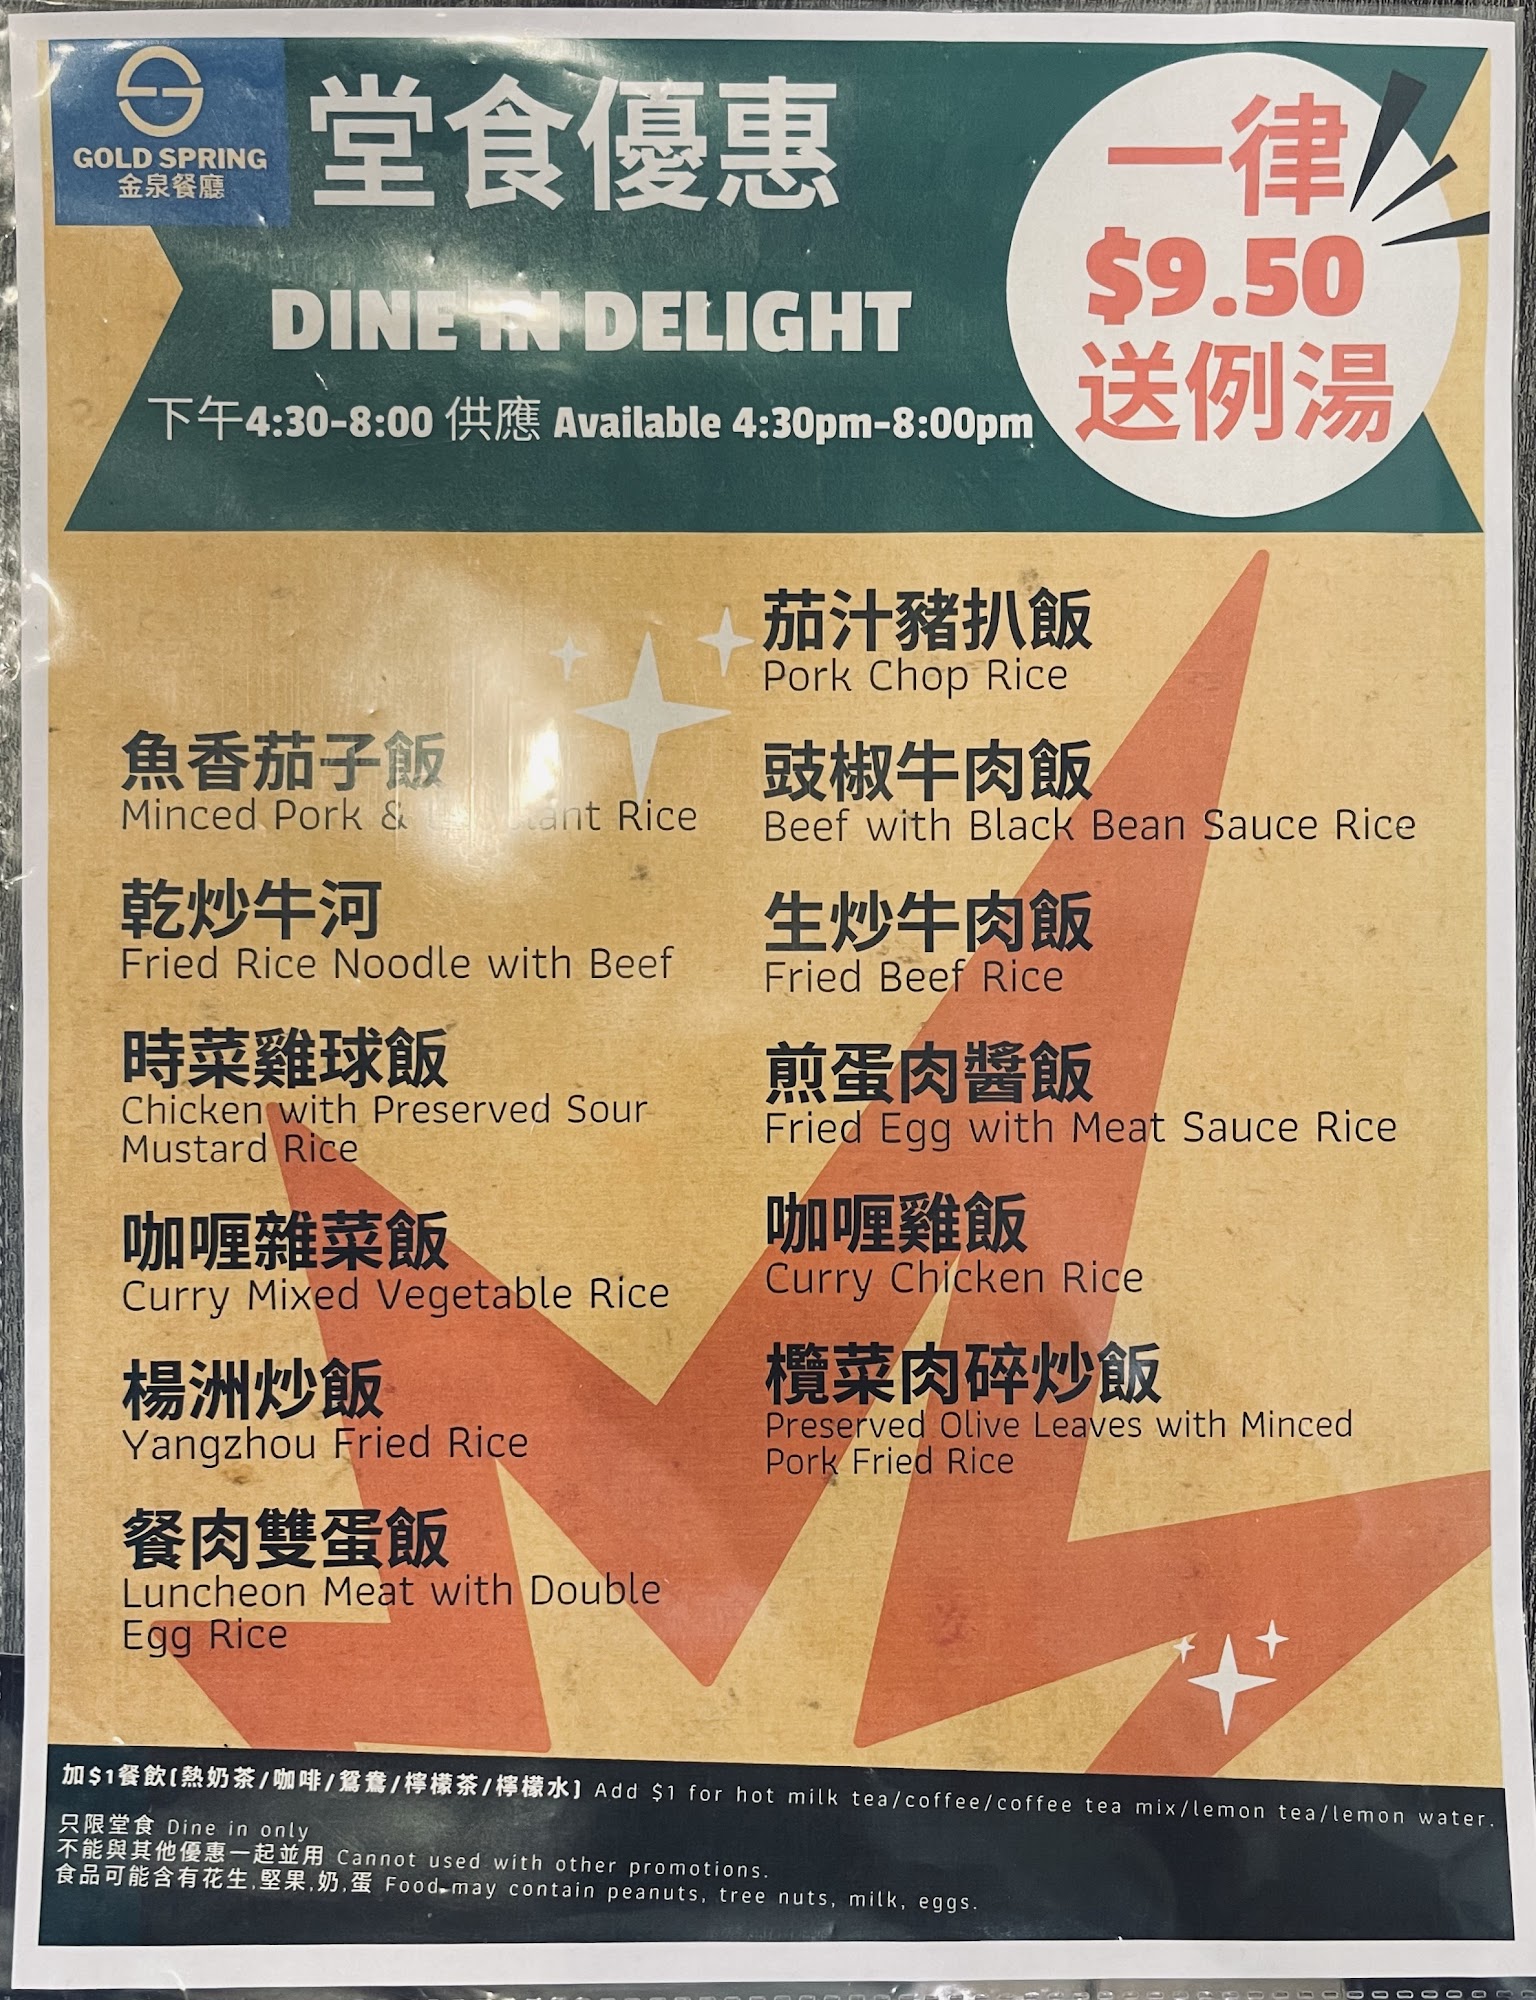 GOLD SPRING
金泉餐廳
堂食優惠
DINE IN DELIGHT
下午4:30-8:00 供應 Available 4:30pm-8:00pm
一律
$9.50
送例湯
魚香茄子飯
Minced Pork & Rice
乾炒牛河
Fried Rice Noodle with Beef
時菜雞球飯
Chicken with Preserved Sour
Mustard Rice
咖喱雜菜飯
Curry Mixed Vegetable Rice
楊洲炒飯
Yangzhou Fried Rice
餐肉雙蛋飯
Luncheon Meat with Double
Egg Rice
茄汁豬扒飯
Pork Chop Rice
豉椒牛肉飯
Beef with Black Bean Sauce Rice
生炒牛肉飯
Fried Beef Rice
煎蛋肉醬飯
Fried Egg with Meat Sauce Rice
咖喱雞飯
Curry Chicken Rice
欖菜肉碎炒飯
Preserved Olive Leaves with Minced
Pork Fried Rice
加$1餐飲(熱奶茶/咖啡/鴛鴦/檸檬茶/檸檬水) Add $1 for hot milk tea/coffee/coffee tea mix/lemon tea/lemon water.
只限堂食 Dine in only
不能與其他優惠一起並用 Cannot used with other promotions.
食品可能含有花生,堅果,奶,蛋 Food may contain peanuts, tree nuts, milk, eggs.